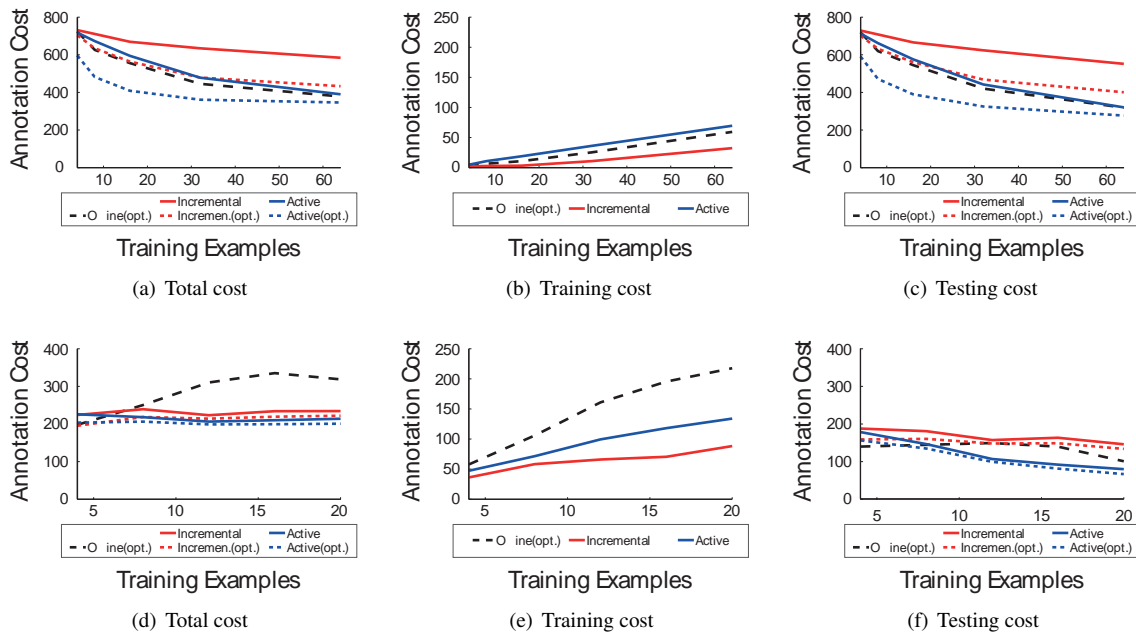 Annotation Cost
800
600
400
200
0
10 20 30 40 50 60
Incremental Active
O ine(opt.) Incremen.(opt.) Active(opt.)
Training Examples
(a) Total cost
Annotation Cost
250
200
150
100
50
0
10 20 30 40 50 60
O ine(opt.) Incremental Active
Training Examples
(b) Training cost
Annotation Cost
800
600
400
200
0
10 20 30 40 50 60
Incremental Active
O ine(opt.) Incremen.(opt.) Active(opt.)
Training Examples
(c) Testing cost
Annotation Cost
400
300
200
100
0
5 10 15 20
Incremental Active
O ine(opt.) Incremen.(opt.) Active(opt.)
Training Examples
(d) Total cost
Annotation Cost
250
200
150
100
50
0
5 10 15 20
O ine(opt.) Incremental Active
Training Examples
(e) Training cost
Annotation Cost
400
300
200
100
0
5 10 15 20
Incremental Active
O ine(opt.) Incremen.(opt.) Active(opt.)
Training Examples
(f) Testing cost